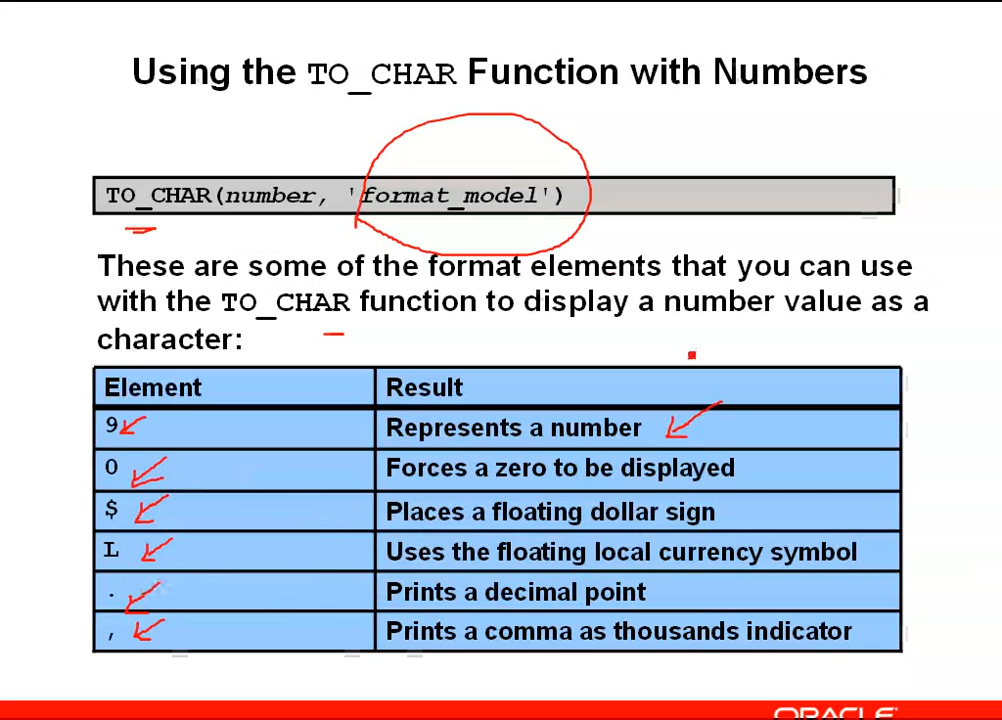 Using the TO_CHAR Function with Numbers
TO_CHAR(number, 'format_model')
These are some of the format elements that you can use
with the TO_CHAR function to display a number value as a
character:
Element Result
9 Represents a number
0 Forces a zero to be displayed
$ Places a floating dollar sign
L Uses the floating local currency symbol
. Prints a decimal point
, Prints a comma as thousands indicator
ORACLE